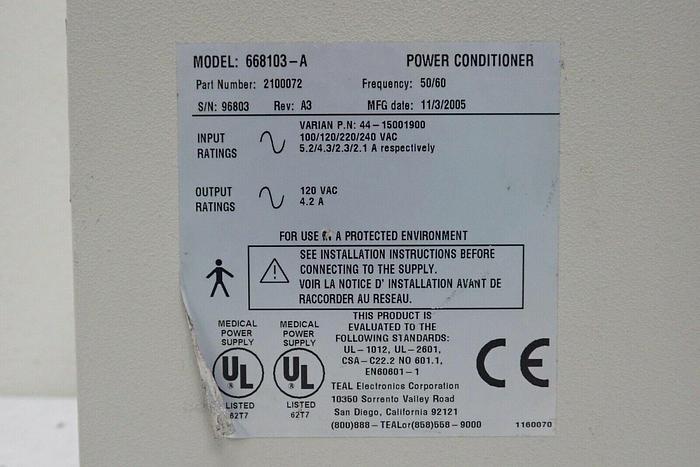 MODEL: 668103-A POWER CONDITIONER
Part Number: 2100072 Frequency: 50/60
S/N: 96803 Rev: A3 MFG date: 11/3/2005
VARIAN P.N: 44-15001900
INPUT RATINGS 100/120/220/240 VAC
5.2/4.3/2.3/2.1 A respectively
OUTPUT RATINGS 120 VAC
4.2 A
FOR USE IN A PROTECTED ENVIRONMENT
SEE INSTALLATION INSTRUCTIONS BEFORE
CONNECTING TO THE SUPPLY.
VOIR LA NOTICE D' INSTALLATION AVANT DE
RACCORDER AU RESEAU.
MEDICAL POWER SUPPLY
UL
®
LISTED
62T7
MEDICAL POWER SUPPLY
UL
®
LISTED
62T7
THIS PRODUCT IS
EVALUATED TO THE
FOLLOWING STANDARDS:
UL-1012, UL-2601,
CSA-C22.2 NO 601.1,
EN60601-1
CE
TEAL Electronics Corporation
10350 Sorrento Valley Road
San Diego, California 92121
(800)888-TEALor(858)558-9000
1160070